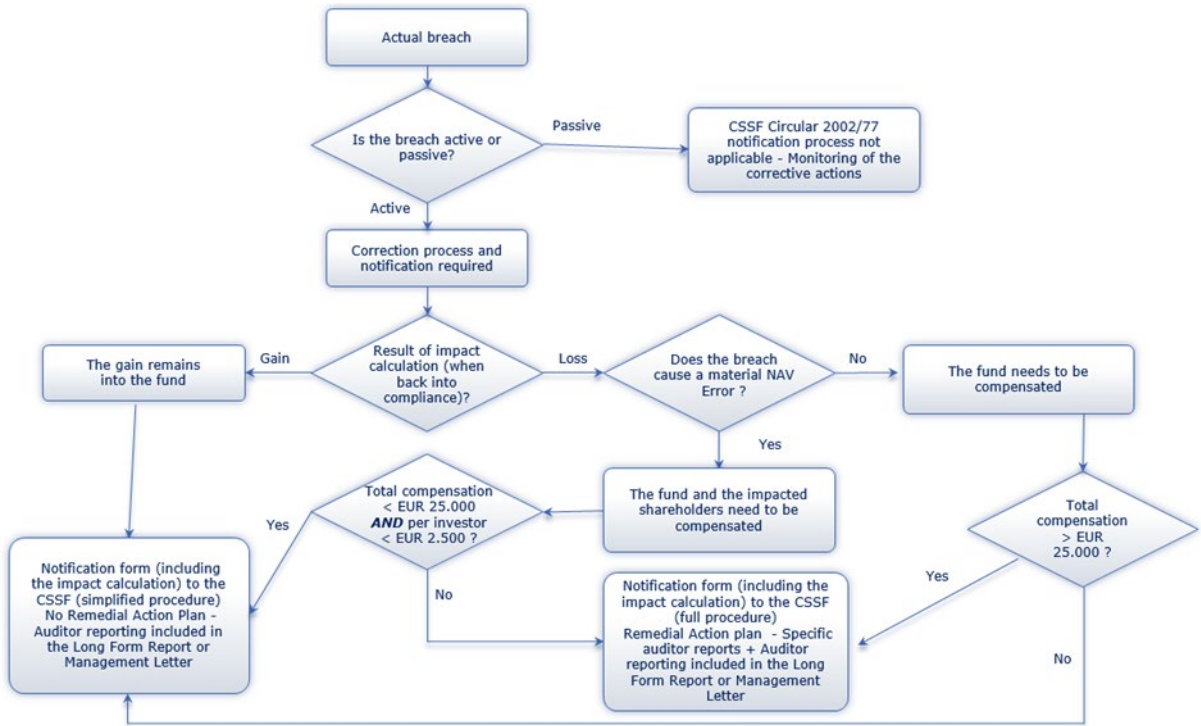 Actual breach
Is the breach active or
passive?
Passive
CSSF Circular 2002/77
notification process not
applicable - Monitoring of the
corrective actions
Active
Correction process and
notification required
The gain remains
into the fund
Gain
Result of impact
calculation (when
back into
compliance)?
Loss
Does the breach
cause a material NAV
Error ?
No
The fund needs to be
compensated
Yes
Total compensation
< EUR 25.000
AND per investor
< EUR 2.500 ?
The fund and the impacted
shareholders need to be
compensated
Total
compensation
> EUR
25.000 ?
Yes
No
Yes
No
Notification form (including
the impact calculation) to the
CSSF (simplified procedure)
No Remedial Action Plan -
Auditor reporting included in
the Long Form Report or
Management Letter
Notification form (including the
impact calculation) to the CSSF
(full procedure)
Remedial Action plan - Specific
auditor reports + Auditor
reporting included in the Long
Form Report or Management
Letter